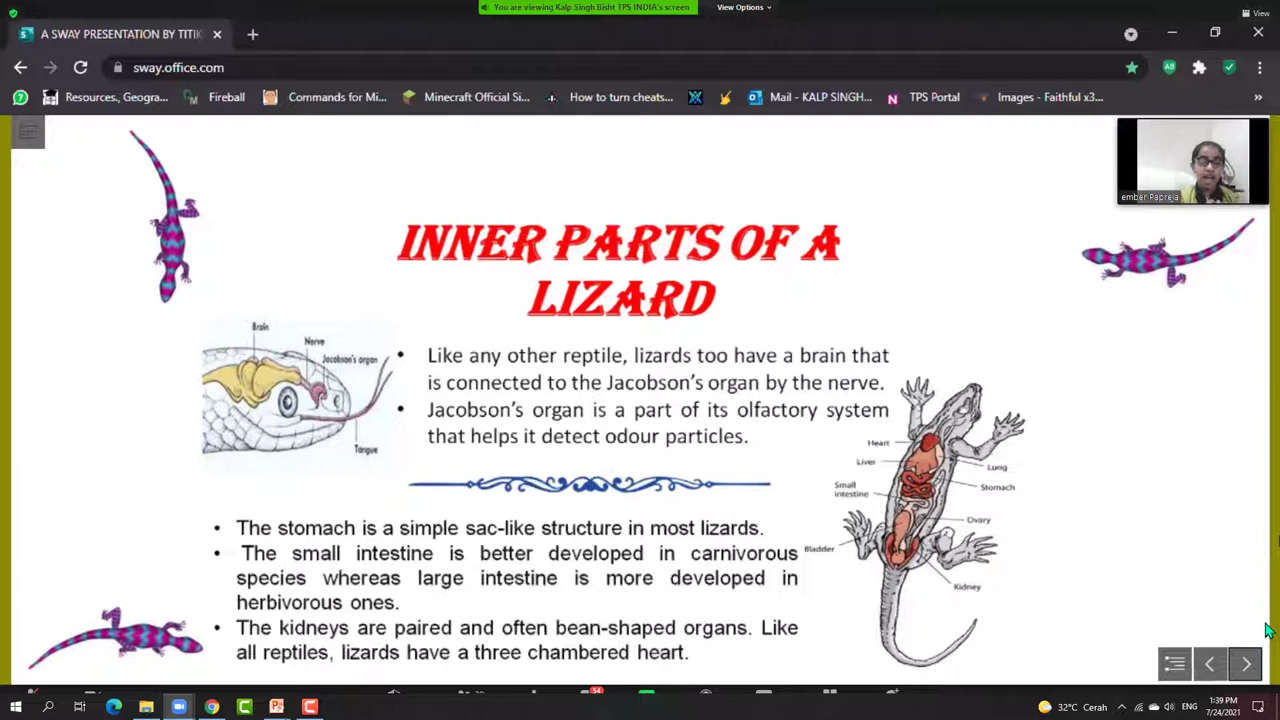 You are viewing Kalp Singh Bisht TPS INDIA's screen
View Options
View
A SWAY PRESENTATION BY TITIK
sway.office.com
AB
Resources, Geogra...
Fireball
Commands for Mi...
Minecraft Official Si...
How to turn cheats...
Mail - KALP SINGH...
TPS Portal
Images - Faithful x3...
ember Papreja
INNER PARTS OF A
LIZARD
Brain
Nerve
Jacobson's organ
Tongue
• Like any other reptile, lizards too have a brain that
is connected to the Jacobson's organ by the nerve.
• Jacobson's organ is a part of its olfactory system
that helps it detect odour particles.
Heart
Liver
Lung
Small
intestine
Stomach
Ovary
Bladder
Kidney
• The stomach is a simple sac-like structure in most lizards.
• The small intestine is better developed in carnivorous
species whereas large intestine is more developed in
herbivorous ones.
• The kidneys are paired and often bean-shaped organs. Like
all reptiles, lizards have a three chambered heart.
54
32°C Cerah
ENG
1:39 PM
7/24/2021